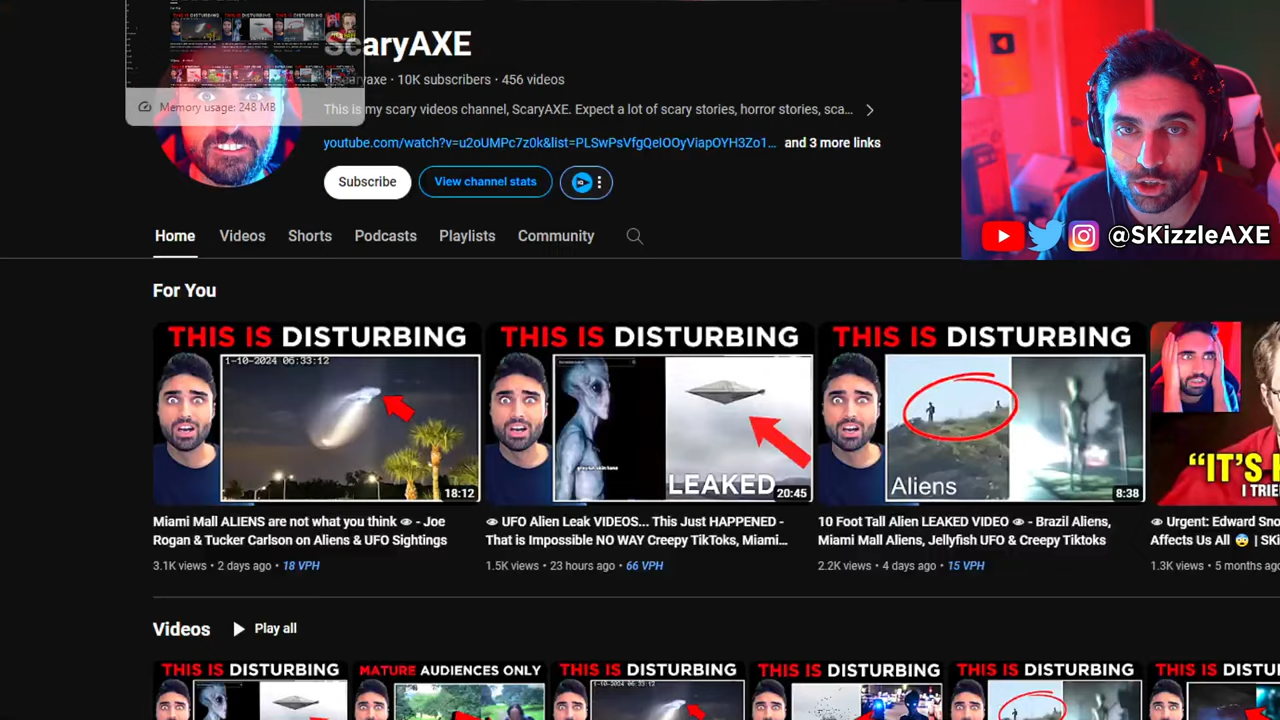 ScaryAXE
10K subscribers • 456 videos
Memory usage: 248 MB
This is my scary videos channel, ScaryAXE. Expect a lot of scary stories, horror stories, sca...
youtube.com/watch?v=u2oUMPc7z0k&list=PLSwPsVfgQeIOOyViapOYH3Zo1... and 3 more links
Subscribe
View channel stats
@SKizzleAXE
Home Videos Shorts Podcasts Playlists Community
For You
THIS IS DISTURBING
1-10-2024 06:33:12
18:12
Miami Mall ALIENS are not what you think 👁 - Joe
Rogan & Tucker Carlson on Aliens & UFO Sightings
3.1K views • 2 days ago • 18 VPH
THIS IS DISTURBING
LEAKED
20:45
👁 UFO Alien Leak VIDEOS... This Just HAPPENED -
That is Impossible NO WAY Creepy TikToks, Miami...
1.5K views • 23 hours ago • 66 VPH
THIS IS DISTURBING
Aliens
8:38
10 Foot Tall Alien LEAKED VIDEO 👁 - Brazil Aliens,
Miami Mall Aliens, Jellyfish UFO & Creepy Tiktoks
2.2K views • 4 days ago • 15 VPH
“IT'S
I TRIE
👁 Urgent: Edward Sno
Affects Us All 😨 | SKi
1.3K views • 5 months ag
Videos Play all
THIS IS DISTURBING
MATURE AUDIENCES ONLY
THIS IS DISTURBING
THIS IS DISTURBING
THIS IS DISTURBING
THIS IS DISTU